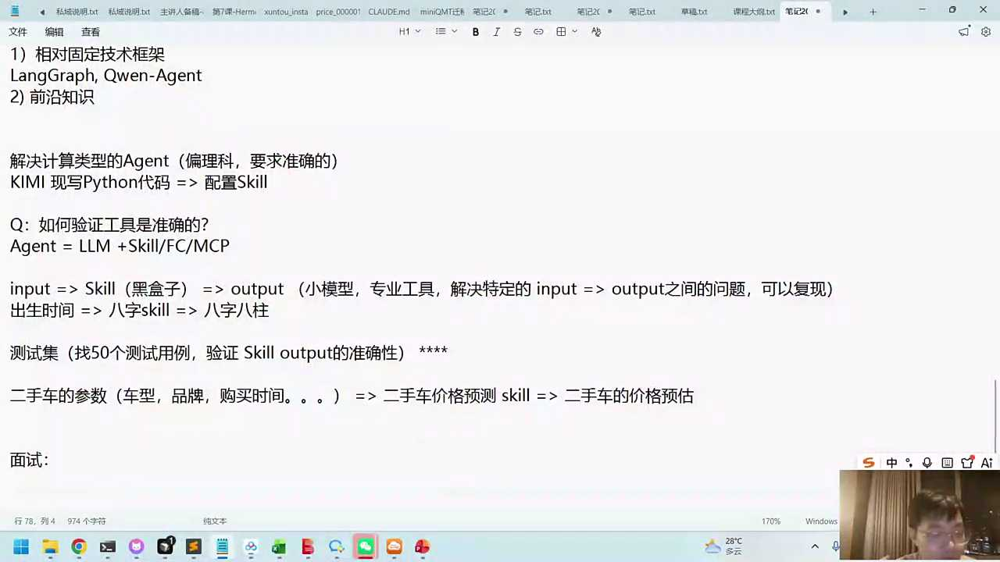 私域说明.txt 私域说明.txt 主讲人备稿- 第7课-Herm xuntou_insta price_000001 CLAUDE.md miniQMT迁移 笔记20 笔记.txt 笔记20 笔记.txt 草稿.txt 课程大纲.txt 笔记20
文件 编辑 查看 H1 B I S
1）相对固定技术框架
LangGraph, Qwen-Agent
2) 前沿知识
解决计算类型的Agent（偏理科，要求准确的）
KIMI 现写Python代码 => 配置Skill
Q：如何验证工具是准确的？
Agent = LLM +Skill/FC/MCP
input => Skill（黑盒子） => output （小模型，专业工具，解决特定的 input => output之间的问题，可以复现）
出生时间 => 八字skill => 八字八柱
测试集（找50个测试用例，验证 Skill output的准确性） ****
二手车的参数（车型，品牌，购买时间。。。） => 二手车价格预测 skill => 二手车的价格预估
面试：
中 Ai
行 78，列 4 974 个字符 纯文本 170% Windows
28°C
多云